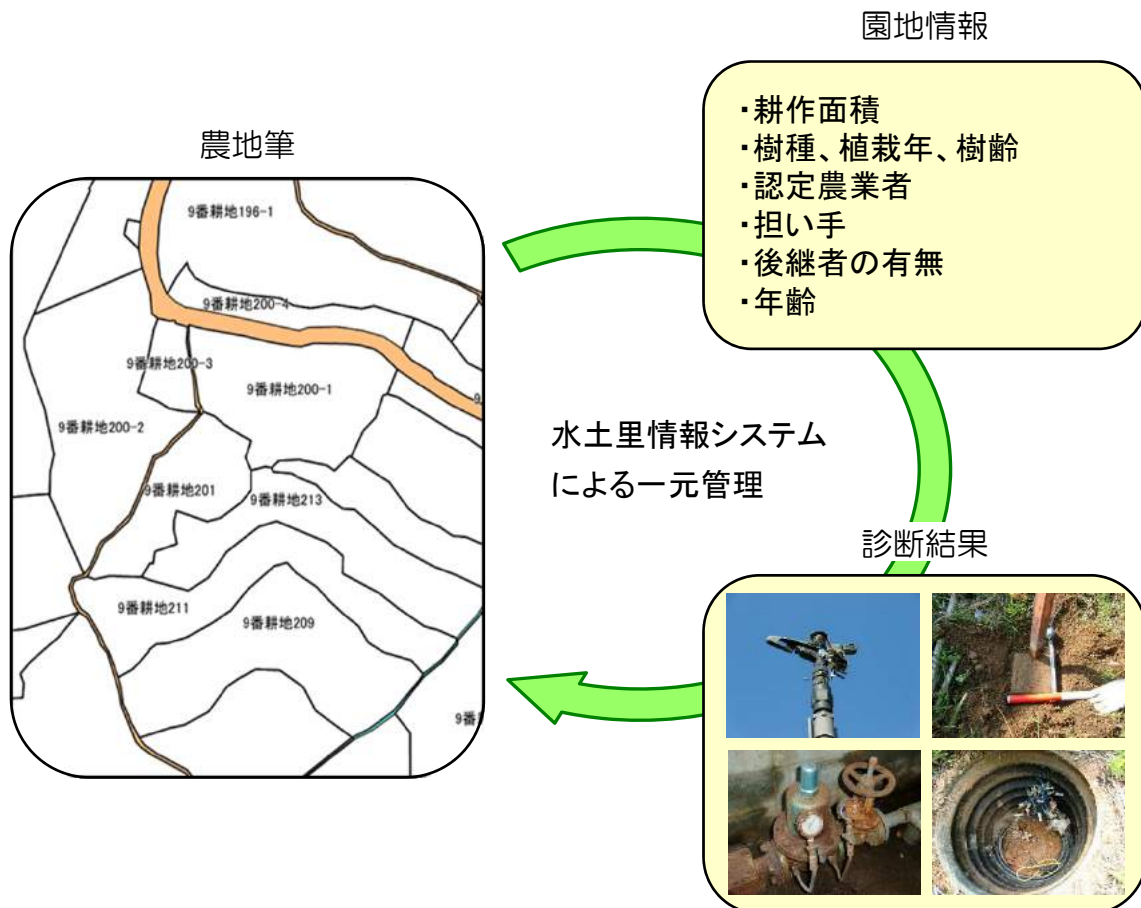 園地情報
・耕作面積
・樹種、植栽年、樹齢
・認定農業者
・担い手
・後継者の有無
・年齢
農地筆
9番耕地196-1
9番耕地200-4
9番耕地200-3
9番耕地200-1
9番耕地200-2
9番耕地201
9番耕地213
9番耕地211
9番耕地209
水土里情報システム
による一元管理
診断結果